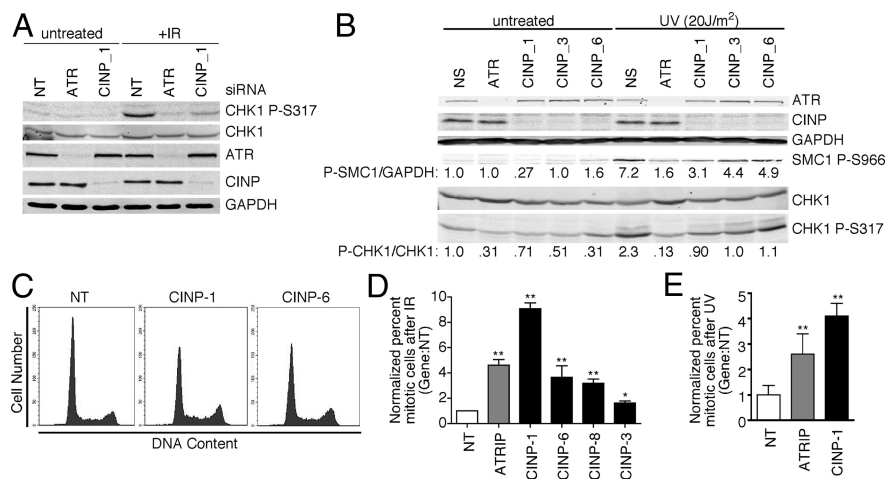 A
untreated
+IR
NT
ATR
CINP_1
NT
ATR
CINP_1
siRNA
CHK1 P-S317
CHK1
ATR
CINP
GAPDH
B
untreated
UV (20J/m²)
NS
ATR
CINP_1
CINP_3
CINP_6
NS
ATR
CINP_1
CINP_3
CINP_6
ATR
CINP
GAPDH
SMC1 P-S966
P-SMC1/GAPDH: 1.0 1.0 .27 1.0 1.6 7.2 1.6 3.1 4.4 4.9
CHK1
CHK1 P-S317
P-CHK1/CHK1: 1.0 .31 .71 .51 .31 2.3 .13 .90 1.0 1.1
C
NT
CINP-1
CINP-6
Cell Number
DNA Content
D
Normalized percent
mitotic cells after IR
(Gene:NT)
10
8
6
4
2
0
**
**
**
**
*
NT
ATRIP
CINP-1
CINP-6
CINP-8
CINP-3
E
Normalized percent
mitotic cells after UV
(Gene:NT)
5
4
3
2
1
0
**
**
NT
ATRIP
CINP-1